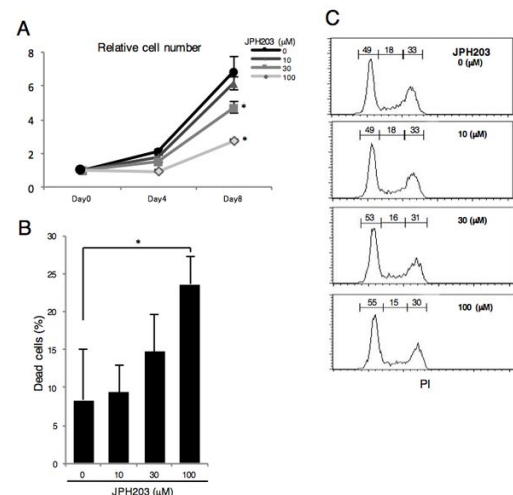 A
Relative cell number
JPH203 (μM)
0
10
30
100
8
6
4
2
0
*
*
Day0 Day4 Day8
B
*
Dead cells (%)
30
25
20
15
10
5
0
0 10 30 100
JPH203 (μM)
C
49 18 33
JPH203
0 (μM)
49 18 33
10 (μM)
53 16 31
30 (μM)
55 15 30
100 (μM)
PI